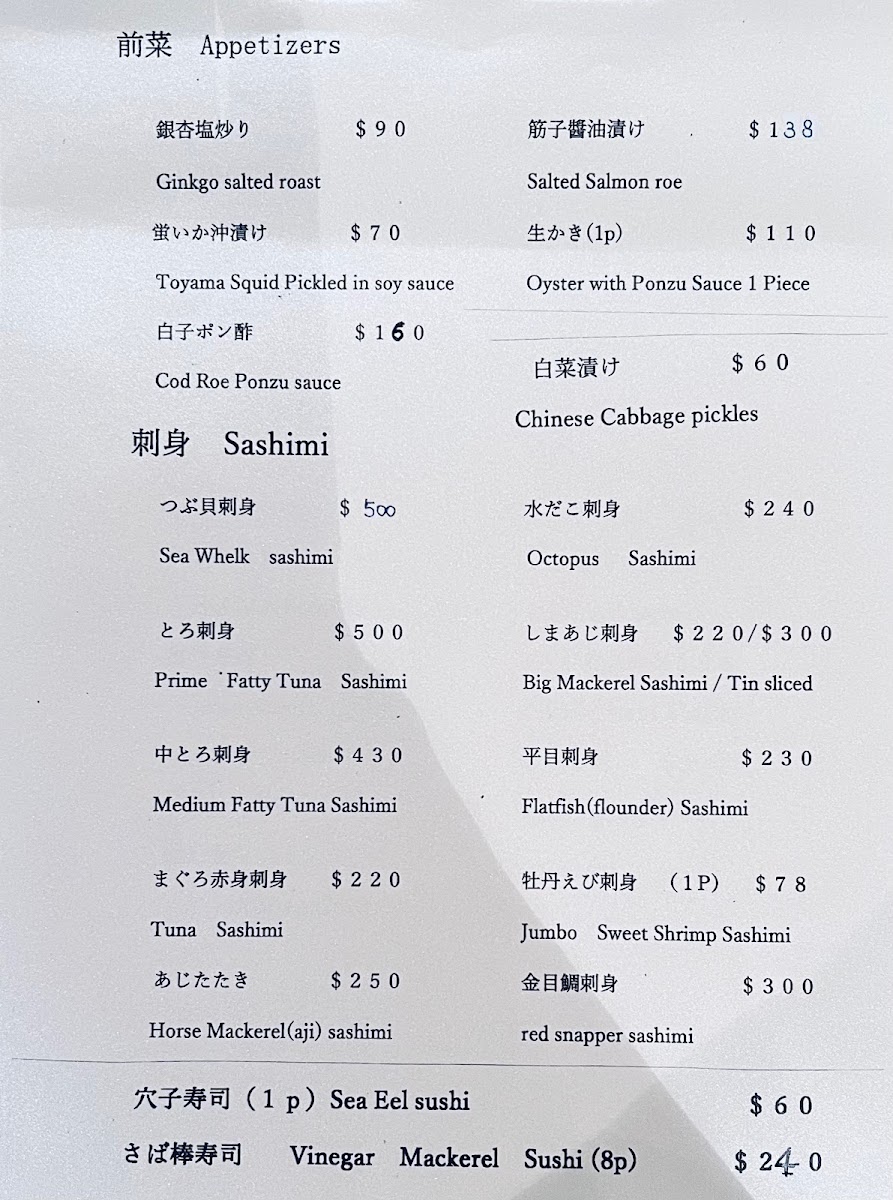 前菜　Appetizers
銀杏塩炒り　$90
Ginkgo salted roast
蛍いか沖漬け　$70
Toyama Squid Pickled in soy sauce
白子ポン酢　$160
Cod Roe Ponzu sauce
筋子醬油漬け　$138
Salted Salmon roe
生かき(1p)　$110
Oyster with Ponzu Sauce 1 Piece
白菜漬け　$60
Chinese Cabbage pickles
刺身　Sashimi
つぶ貝刺身　$500
Sea Whelk　sashimi
とろ刺身　$500
Prime　Fatty Tuna　Sashimi
中とろ刺身　$430
Medium Fatty Tuna Sashimi
まぐろ赤身刺身　$220
Tuna　Sashimi
あじたたき　$250
Horse Mackerel(aji) sashimi
水だこ刺身　$240
Octopus　Sashimi
しまあじ刺身　$220/$300
Big Mackerel Sashimi / Tin sliced
平目刺身　$230
Flatfish(flounder) Sashimi
牡丹えび刺身　(1P)　$78
Jumbo　Sweet Shrimp Sashimi
金目鯛刺身　$300
red snapper sashimi
穴子寿司（1p）Sea Eel sushi　$60
さば棒寿司　Vinegar　Mackerel　Sushi (8p)　$240